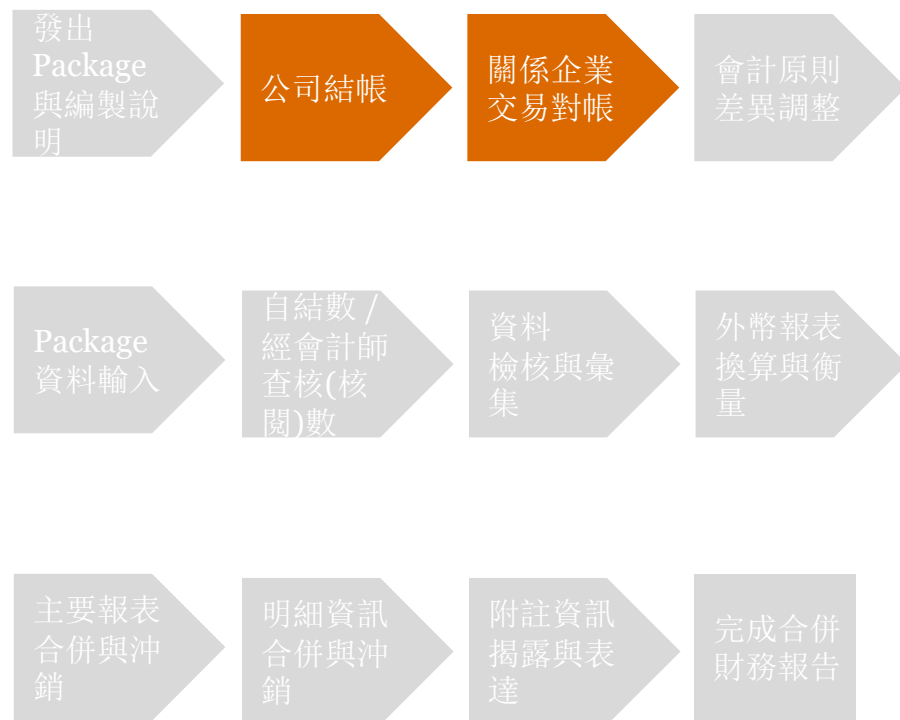 發出
Package
與編製說
明
公司結帳
關係企業
交易對帳
會計原則
差異調整
Package
資料輸入
自結數 /
經會計師
查核(核
閱)數
資料
檢核與彙
集
外幣報表
換算與衡
量
主要報表
合併與沖
銷
明細資訊
合併與沖
銷
附註資訊
揭露與表
達
完成合併
財務報告